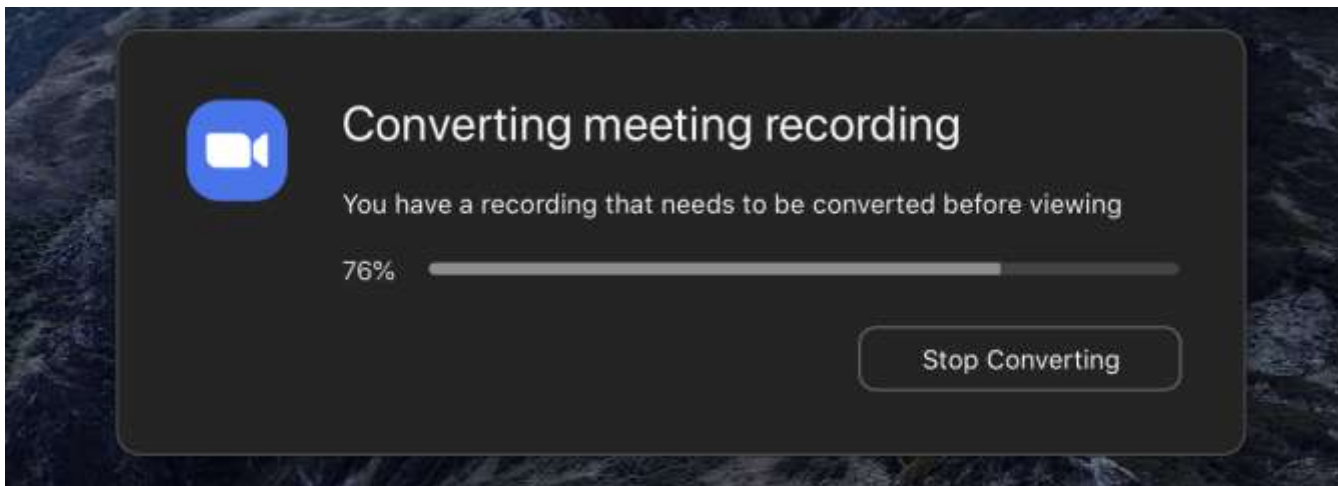 Converting meeting recording
You have a recording that needs to be converted before viewing
76%
Stop Converting